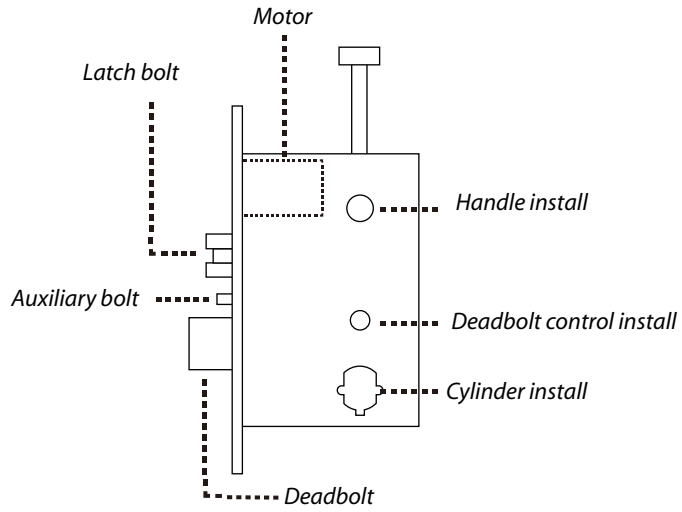 Motor
Latch bolt
Handle install
Auxiliary bolt
Deadbolt control install
Cylinder install
Deadbolt